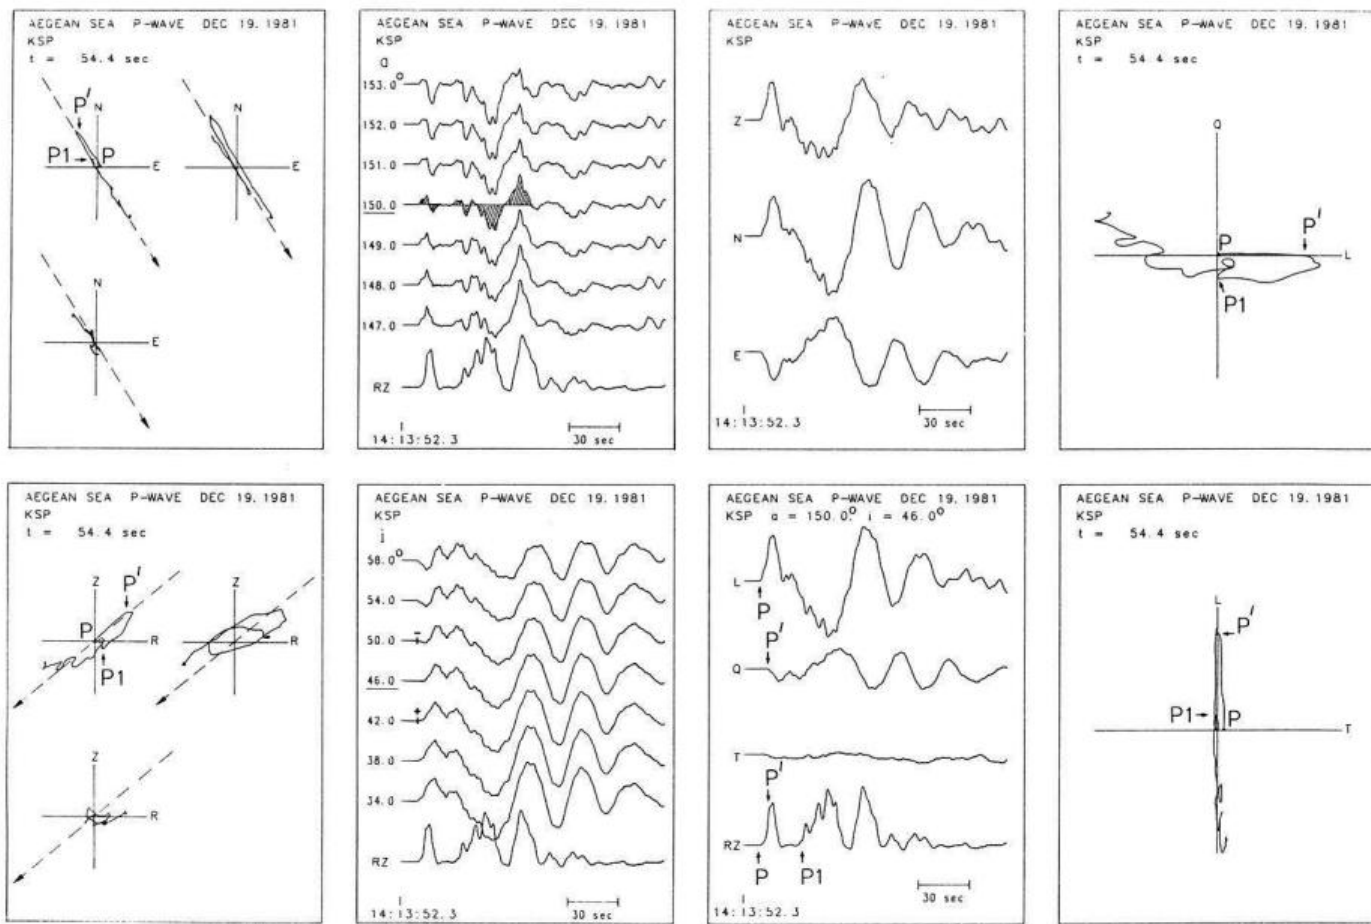 AEGEAN SEA P-WAVE DEC 19.1981
KSP
t = 54.4 sec
P'
N
N
P1
P
E
E
N
E
AEGEAN SEA P-WAVE DEC 19.1981
KSP
a
153.0°
152.0
151.0
150.0
149.0
148.0
147.0
RZ
14:13:52.3
30 sec
AEGEAN SEA P-WAVE DEC 19.1981
KSP
Z
N
E
14:13:52.3
30 sec
AEGEAN SEA P-WAVE DEC 19.1981
KSP
t = 54.4 sec
Q
P
P'
L
P1
AEGEAN SEA P-WAVE DEC 19.1981
KSP
t = 54.4 sec
Z
P'
Z
P
R
R
P1
Z
R
AEGEAN SEA P-WAVE DEC 19.1981
KSP
i
58.0°
54.0
50.0
46.0
42.0
38.0
34.0
RZ
14:13:52.3
30 sec
AEGEAN SEA P-WAVE DEC 19.1981
KSP a = 150.0° i = 46.0°
L
P
P'
Q
T
P'
RZ
P
P1
14:13:52.3
30 sec
AEGEAN SEA P-WAVE DEC 19.1981
KSP
t = 54.4 sec
L
P'
P1
P
T